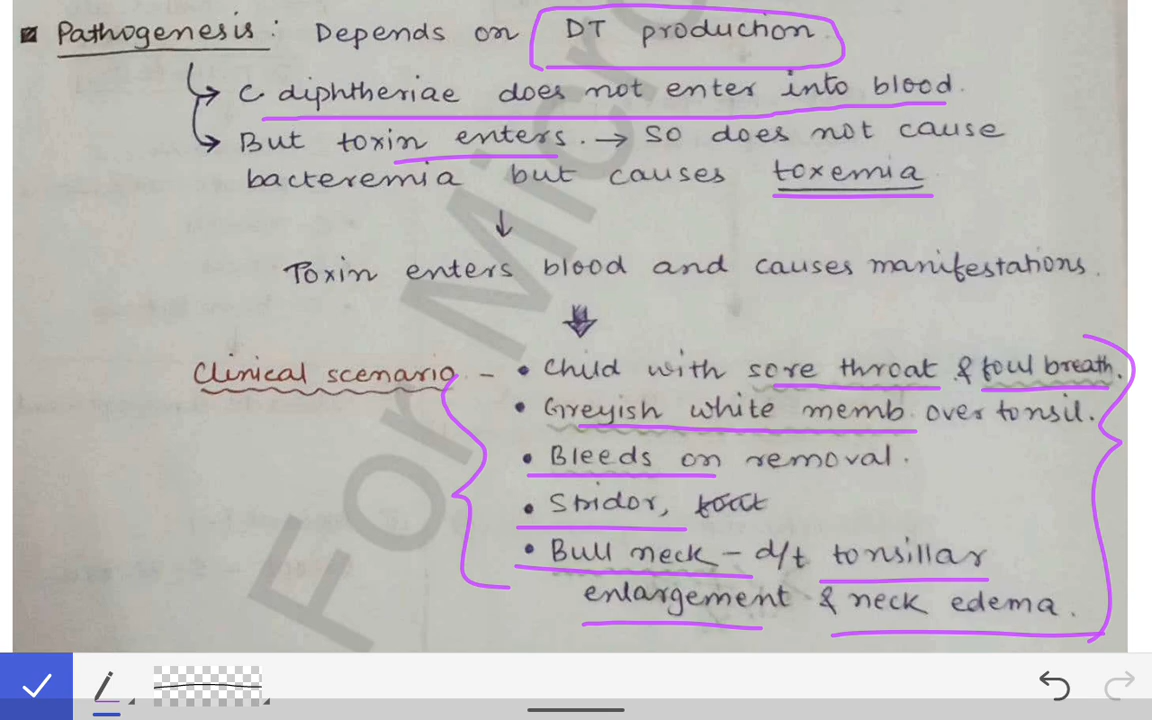 Pathogenesis: Depends on DT production
→ C diphtheriae does not enter into blood.
→ But toxin enters. → so does not cause
bacteremia but causes toxemia
↓
Toxin enters blood and causes manifestations.
Clinical scenario - • Child with sore throat & foul breath.
• Greyish white memb. over tonsil.
• Bleeds on removal.
• Stridor,
• Bull neck - d/t tonsillar
enlargement & neck edema.
For Micr